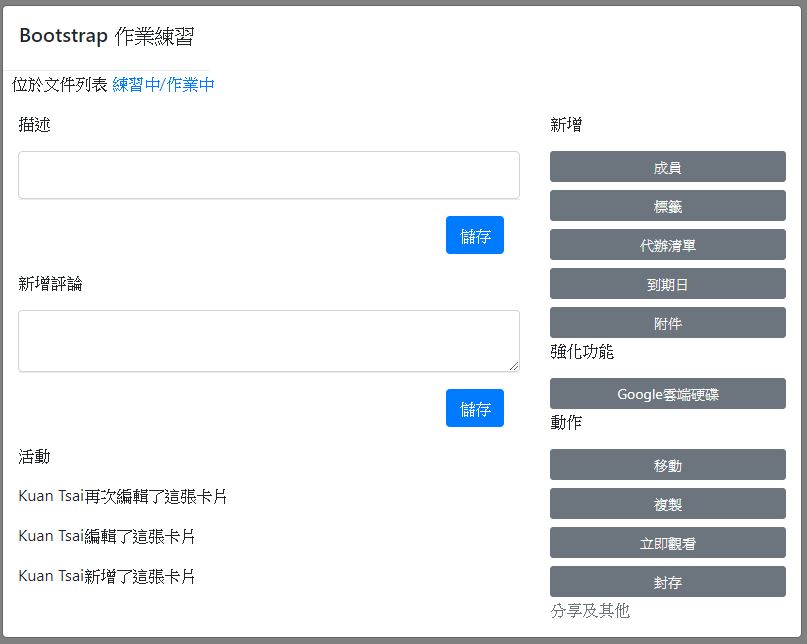 Bootstrap 作業練習
位於文件列表 練習中/作業中
描述
儲存
新增評論
儲存
活動
Kuan Tsai再次編輯了這張卡片
Kuan Tsai編輯了這張卡片
Kuan Tsai新增了這張卡片
新增
成員
標籤
代辦清單
到期日
附件
強化功能
Google雲端硬碟
動作
移動
複製
立即觀看
封存
分享及其他